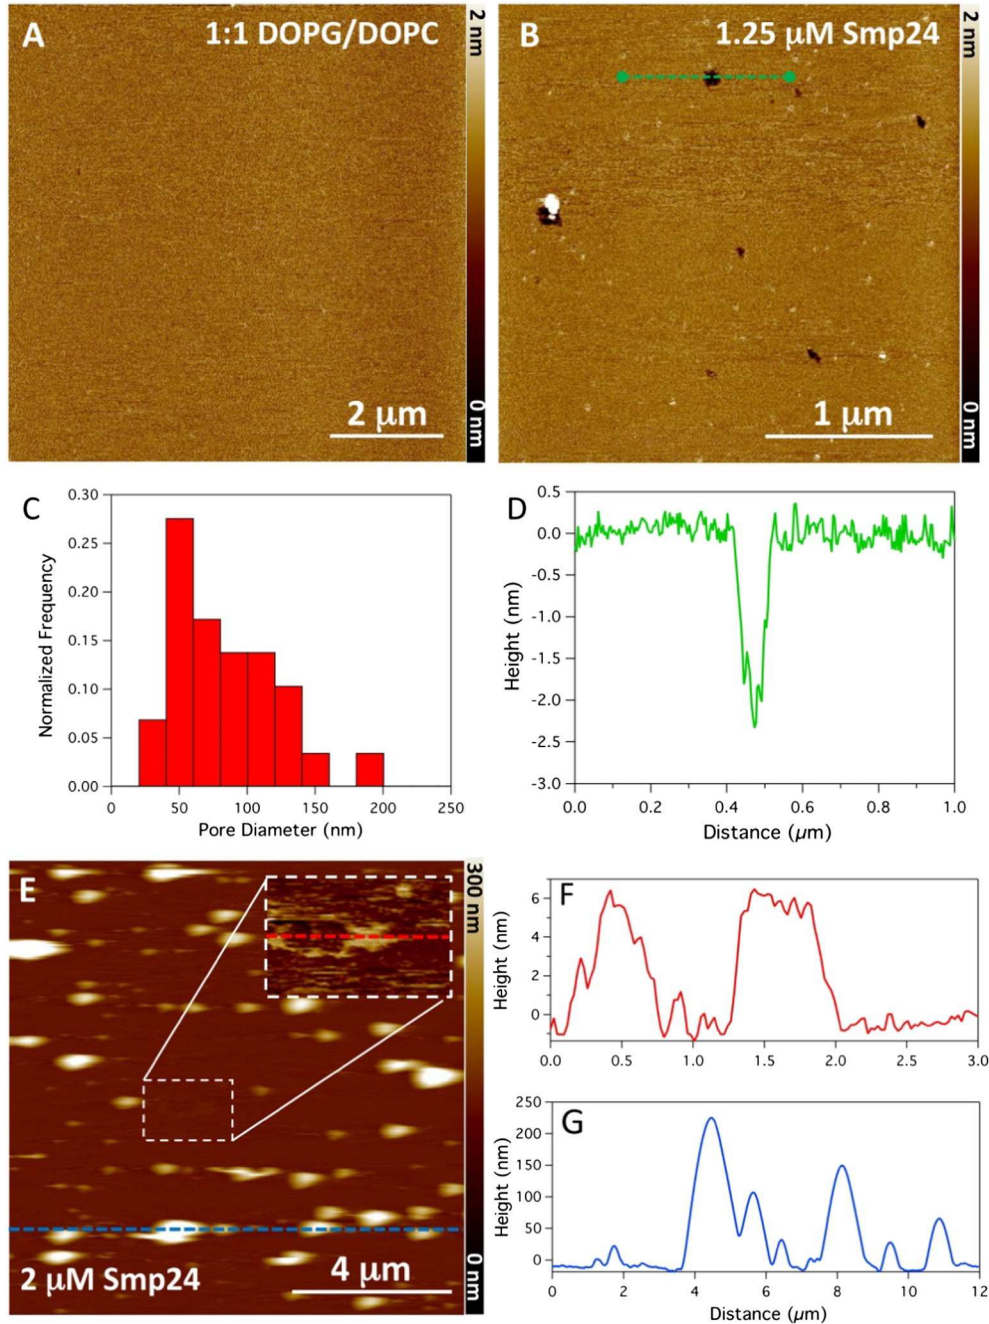 A
1:1 DOPG/DOPC
2 nm
0 nm
2 μm
B
1.25 μM Smp24
2 nm
0 nm
1 μm
C
0.30
0.25
0.20
0.15
0.10
0.05
0.00
Normalized Frequency
0
50
100
150
200
250
Pore Diameter (nm)
D
0.5
0.0
-0.5
-1.0
-1.5
-2.0
-2.5
-3.0
Height (nm)
0.0
0.2
0.4
0.6
0.8
1.0
Distance (μm)
E
300 nm
0 nm
2 μM Smp24
4 μm
F
6
4
2
0
Height (nm)
0.0
0.5
1.0
1.5
2.0
2.5
3.0
G
250
200
150
100
50
0
Height (nm)
0
2
4
6
8
10
12
Distance (μm)